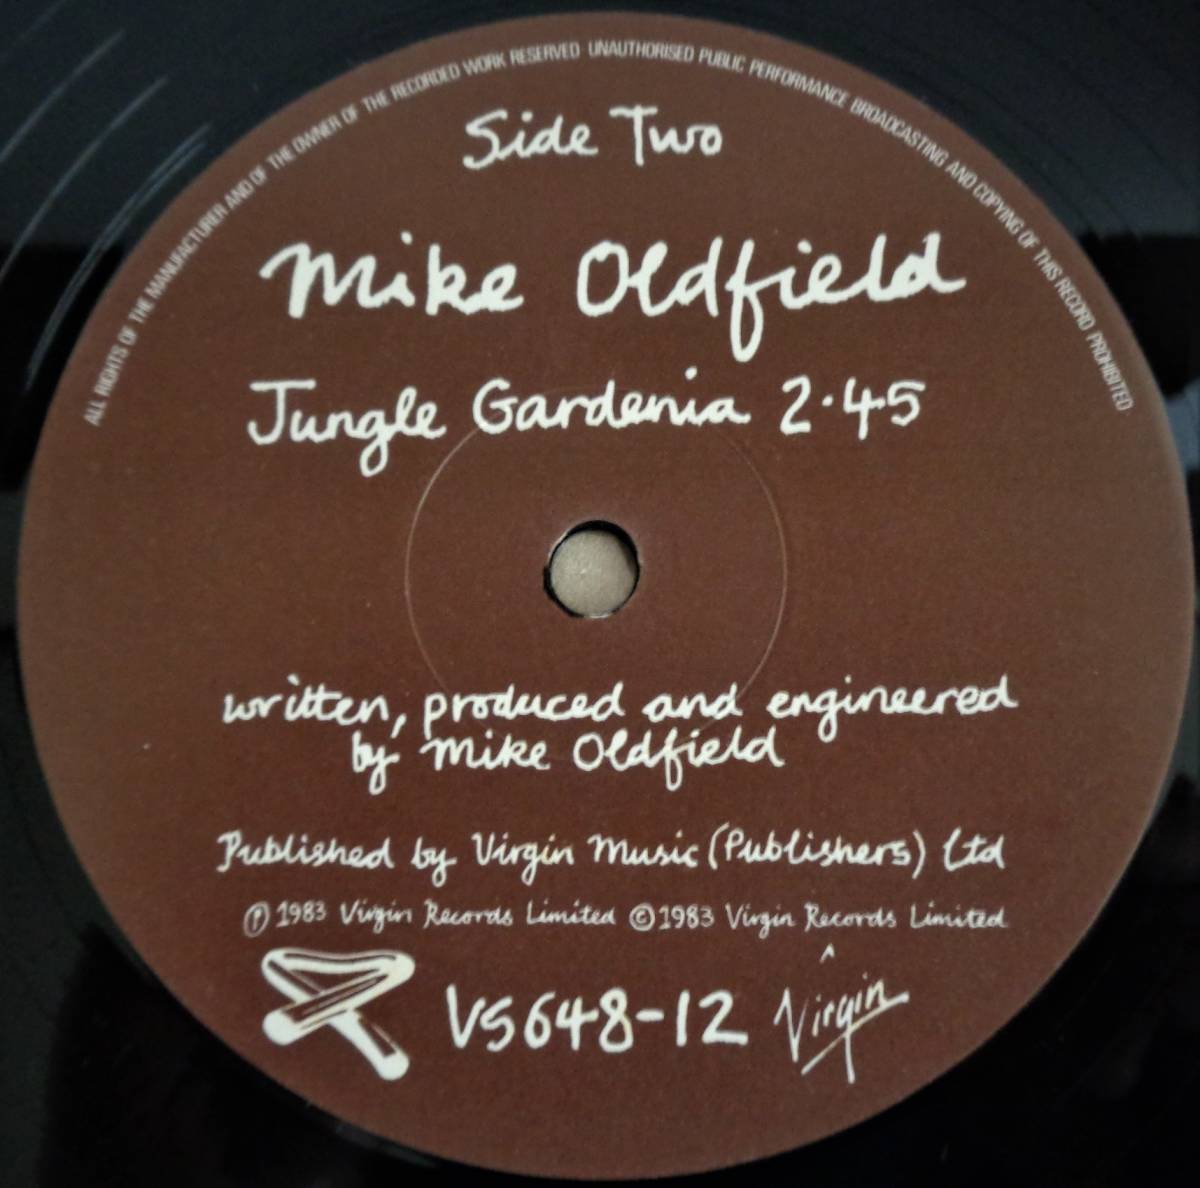 ALL RIGHTS OF THE MANUFACTURER AND OF THE OWNER OF THE RECORDED WORK RESERVED UNAUTHORISED PUBLIC PERFORMANCE BROADCASTING AND COPYING OF THIS RECORD PROHIBITED
Side Two
Mike Oldfield
Jungle Gardenia 2·45
written, produced and engineered
by Mike Oldfield
Published by Virgin Music (Publishers) Ltd
℗ 1983 Virgin Records Limited © 1983 Virgin Records Limited
VS648-12 Virgin